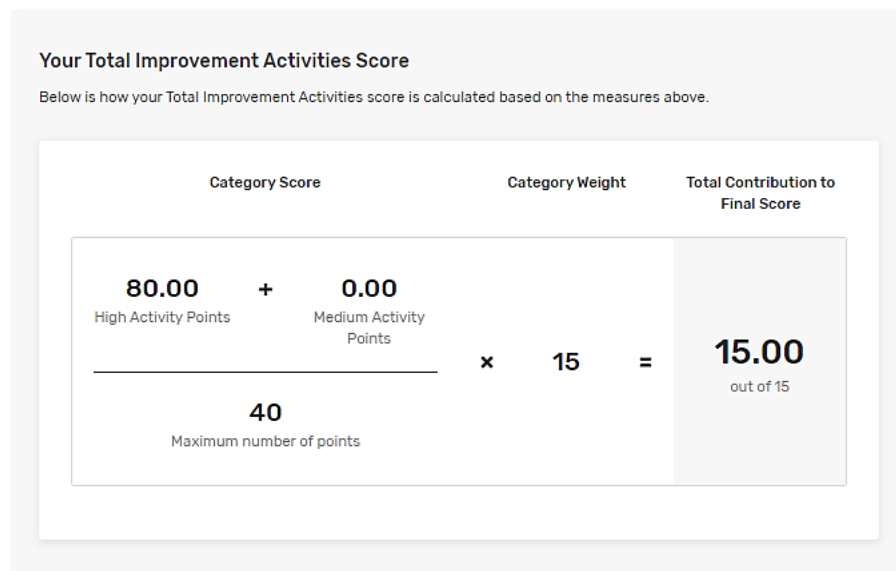 Your Total Improvement Activities Score
Below is how your Total Improvement Activities score is calculated based on the measures above.
Category Score
Category Weight
Total Contribution to
Final Score
80.00
+
0.00
High Activity Points
Medium Activity
Points
40
Maximum number of points
×
15
=
15.00
out of 15